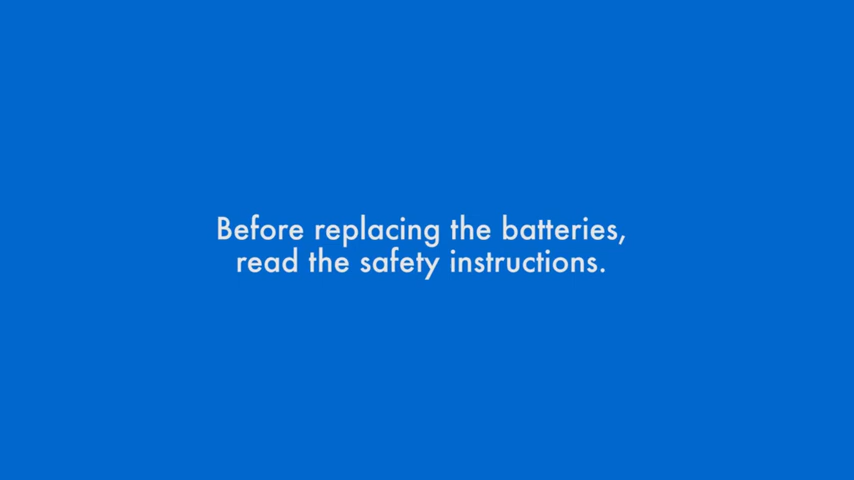 Before replacing the batteries,
read the safety instructions.